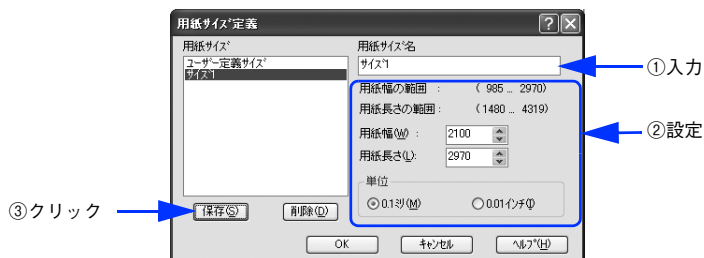 用紙サイズ定義
用紙サイズ
用紙サイズ名
ユーザー定義サイズ
サイズ1
サイズ1
①入力
用紙幅の範囲 : ( 985 ... 2970)
用紙長さの範囲 : (1480 ... 4319)
用紙幅(W) : 2100
②設定
用紙長さ(L): 2970
単位
0.1ミリ(M) 0.01インチ(I)
③クリック
保存(S) 削除(D)
OK キャンセル ヘルプ(H)